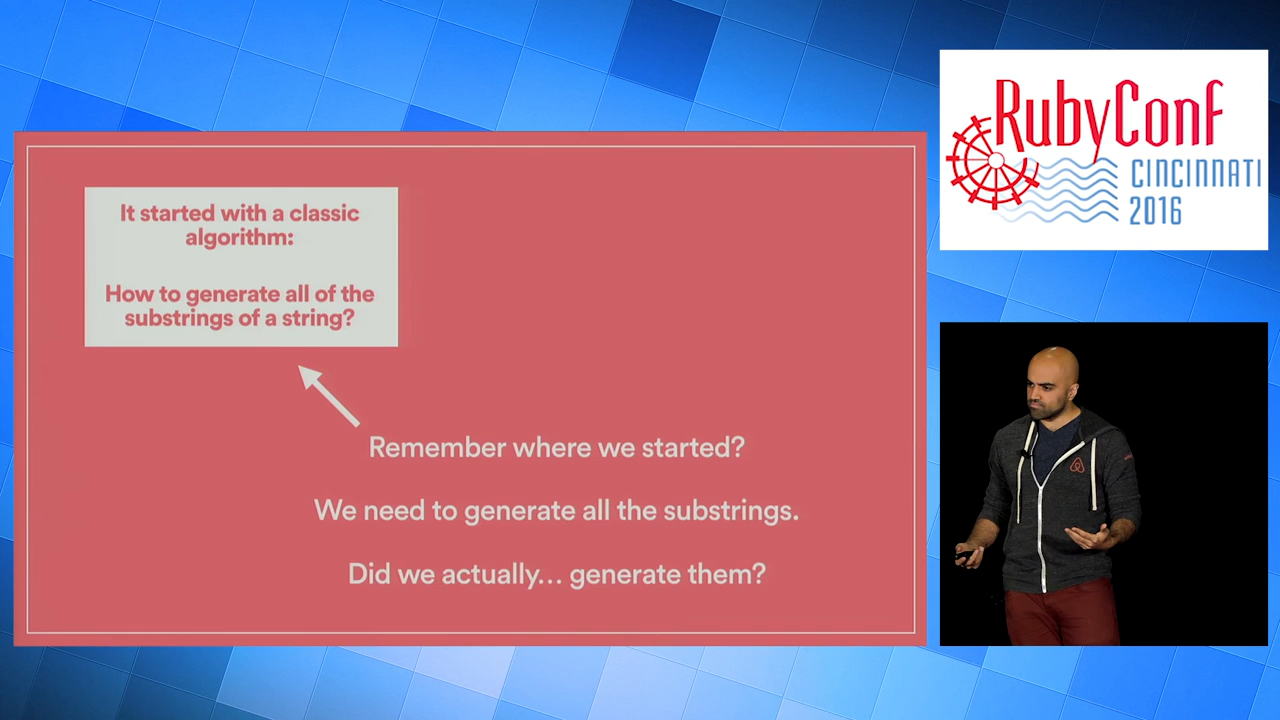 It started with a classic
algorithm:
How to generate all of the
substrings of a string?
Remember where we started?
We need to generate all the substrings.
Did we actually... generate them?
RubyConf
CINCINNATI
2016